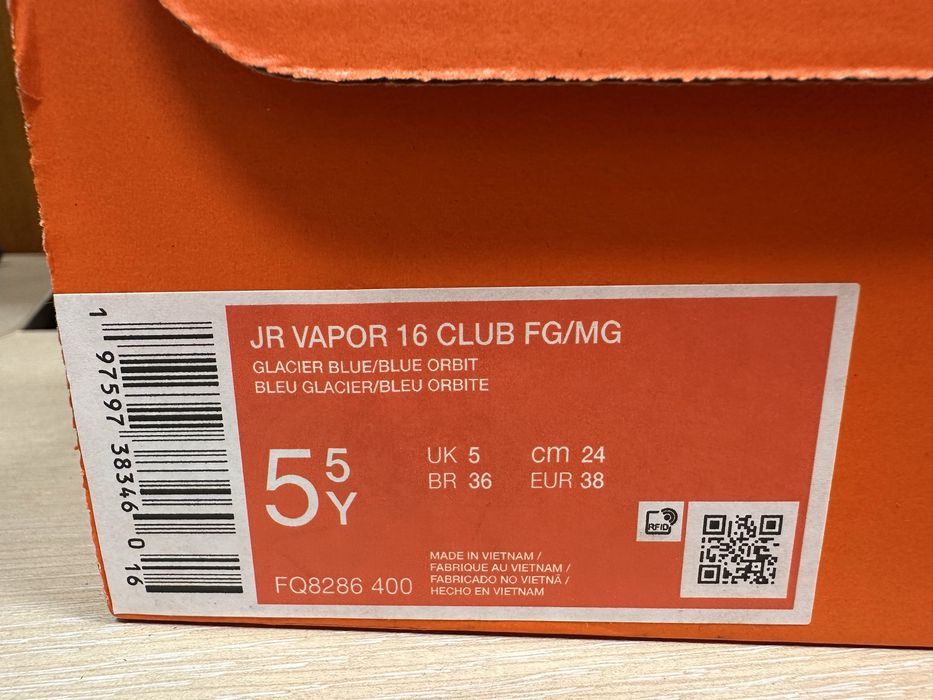 JR VAPOR 16 CLUB FG/MG
GLACIER BLUE/BLUE ORBIT
BLEU GLACIER/BLEU ORBITE
5 5 Y
UK 5 cm 24
BR 36 EUR 38
RFID
MADE IN VIETNAM /
FABRIQUE AU VIETNAM /
FABRICADO NO VIETNÃ /
HECHO EN VIETNAM
FQ8286 400
1 97597 38346 0 16